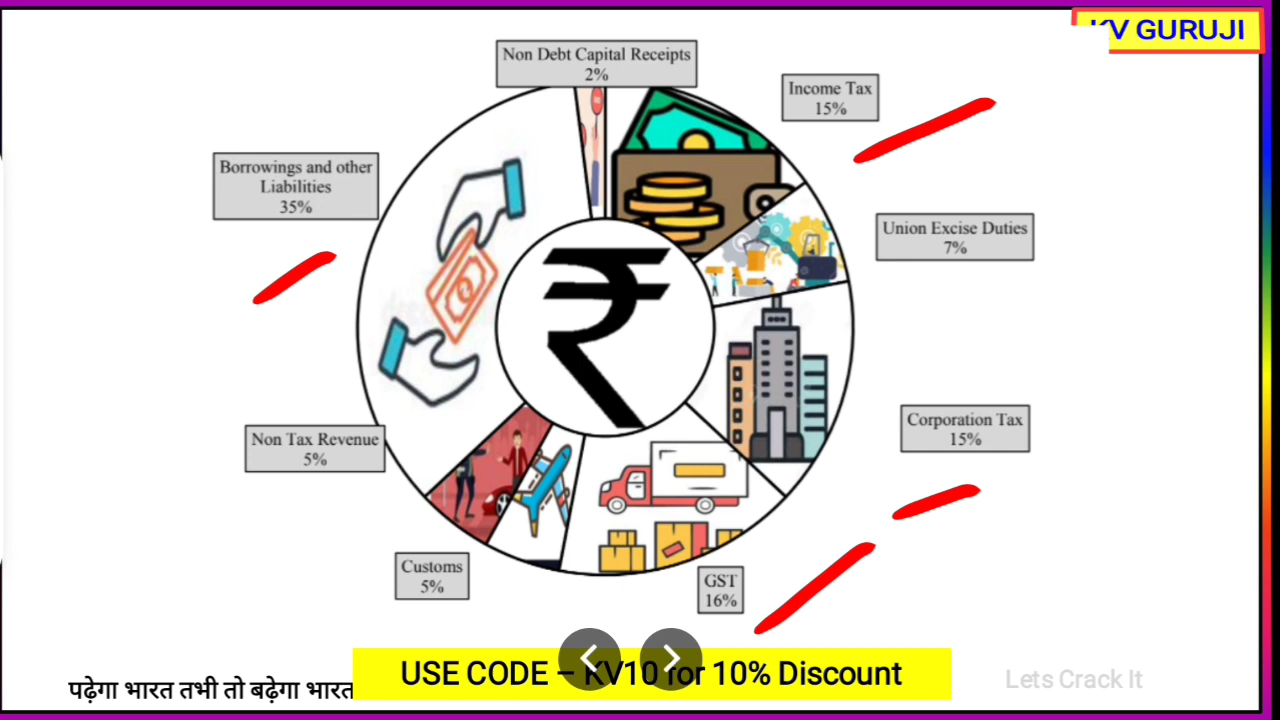 KV GURUJI
Non Debt Capital Receipts
2%
Income Tax
15%
Borrowings and other
Liabilities
35%
Union Excise Duties
7%
Corporation Tax
15%
Non Tax Revenue
5%
Customs
5%
GST
16%
USE CODE – KV10 for 10% Discount
पढ़ेगा भारत तभी तो बढ़ेगा भारत
Lets Crack It